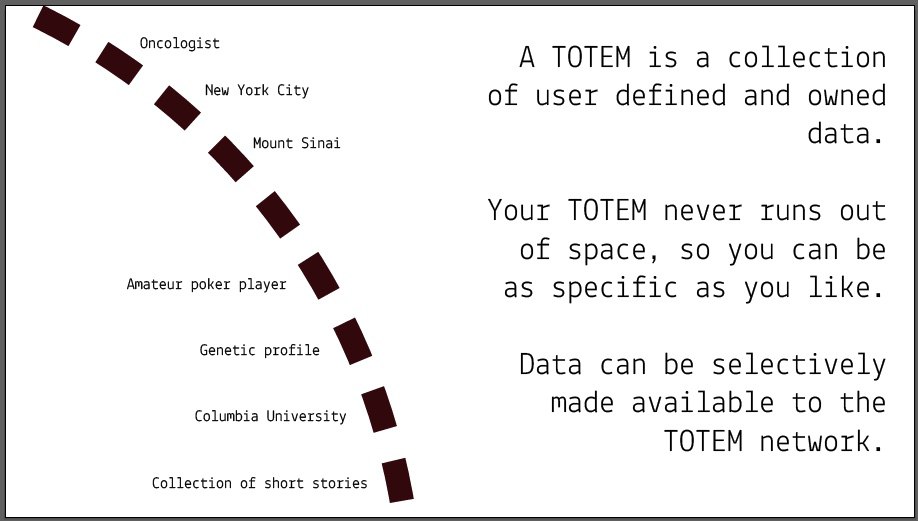 Oncologist
New York City
Mount Sinai
Amateur poker player
Genetic profile
Columbia University
Collection of short stories
A TOTEM is a collection
of user defined and owned
data.
Your TOTEM never runs out
of space, so you can be
as specific as you like.
Data can be selectively
made available to the
TOTEM network.